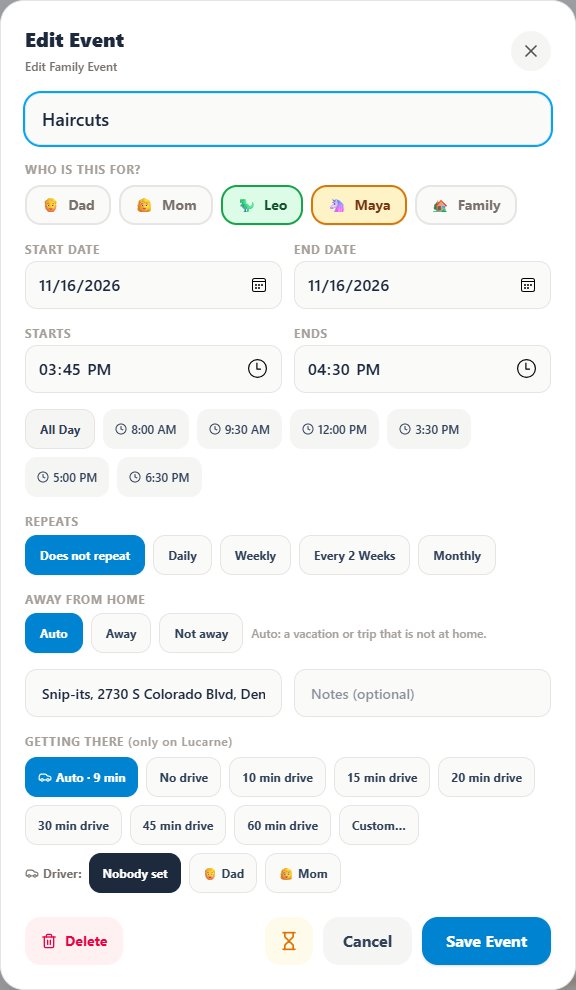 Edit Event
Edit Family Event
Haircuts
WHO IS THIS FOR?
Dad Mom Leo Maya Family
START DATE END DATE
11/16/2026 11/16/2026
STARTS ENDS
03:45 PM 04:30 PM
All Day 8:00 AM 9:30 AM 12:00 PM 3:30 PM
5:00 PM 6:30 PM
REPEATS
Does not repeat Daily Weekly Every 2 Weeks Monthly
AWAY FROM HOME
Auto Away Not away Auto: a vacation or trip that is not at home.
Snip-its, 2730 S Colorado Blvd, Den Notes (optional)
GETTING THERE (only on Lucarne)
Auto · 9 min No drive 10 min drive 15 min drive 20 min drive
30 min drive 45 min drive 60 min drive Custom...
Driver: Nobody set Dad Mom
Delete Cancel Save Event